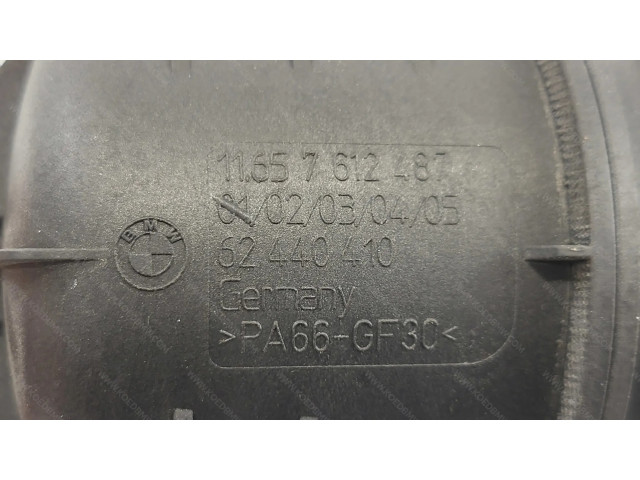 11.65 7 612 487
01/02/03/04/05
BMW
62 440 410
Germany
>PA66-GF30<